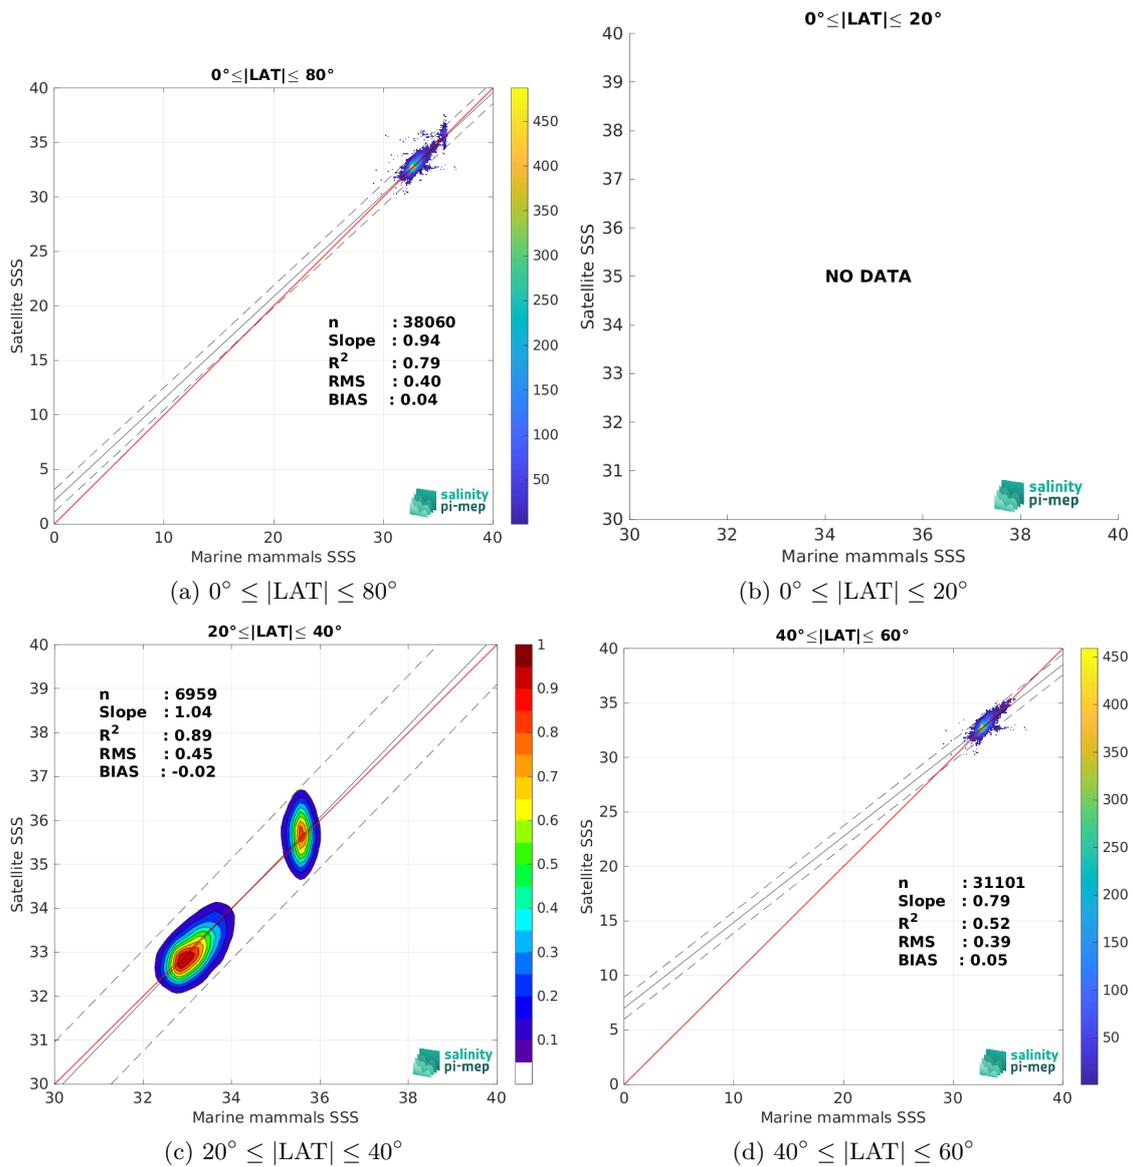 0°≤|LAT|≤ 80°
Satellite SSS
40
35
30
25
20
15
10
5
0
0
10
20
30
40
Marine mammals SSS
n : 38060
Slope : 0.94
R² : 0.79
RMS : 0.40
BIAS : 0.04
salinity
pi-mep
450
400
350
300
250
200
150
100
50
(a) 0° ≤ |LAT| ≤ 80°
0°≤|LAT|≤ 20°
Satellite SSS
40
39
38
37
36
35
34
33
32
31
30
30
32
34
36
38
40
Marine mammals SSS
NO DATA
salinity
pi-mep
(b) 0° ≤ |LAT| ≤ 20°
20°≤|LAT|≤ 40°
Satellite SSS
40
39
38
37
36
35
34
33
32
31
30
30
32
34
36
38
40
Marine mammals SSS
n : 6959
Slope : 1.04
R² : 0.89
RMS : 0.45
BIAS : -0.02
salinity
pi-mep
1
0.9
0.8
0.7
0.6
0.5
0.4
0.3
0.2
0.1
(c) 20° ≤ |LAT| ≤ 40°
40°≤|LAT|≤ 60°
Satellite SSS
40
35
30
25
20
15
10
5
0
0
10
20
30
40
Marine mammals SSS
n : 31101
Slope : 0.79
R² : 0.52
RMS : 0.39
BIAS : 0.05
salinity
pi-mep
450
400
350
300
250
200
150
100
50
(d) 40° ≤ |LAT| ≤ 60°